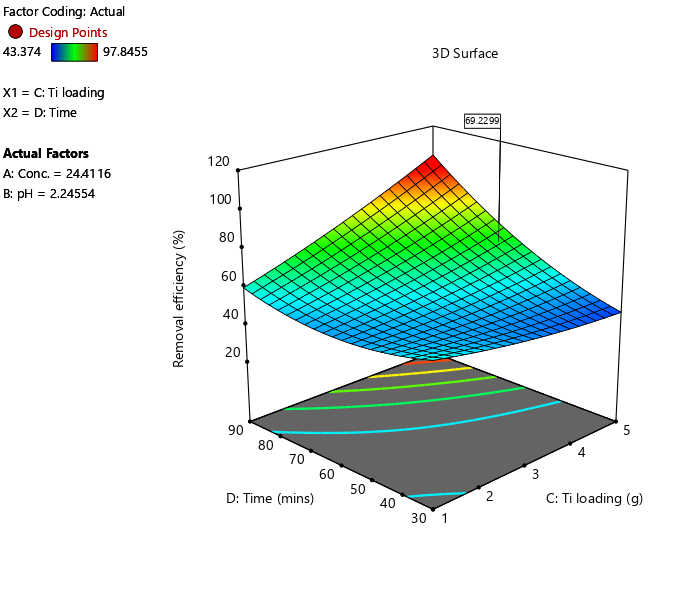 Factor Coding: Actual
Design Points
43.374 97.8455
X1 = C: Ti loading
X2 = D: Time
Actual Factors
A: Conc. = 24.4116
B: pH = 2.24554
3D Surface
69.2299
120
100
80
60
40
20
Removal efficiency (%)
90
80
70
60
50
40
30
D: Time (mins)
1
2
3
4
5
C: Ti loading (g)